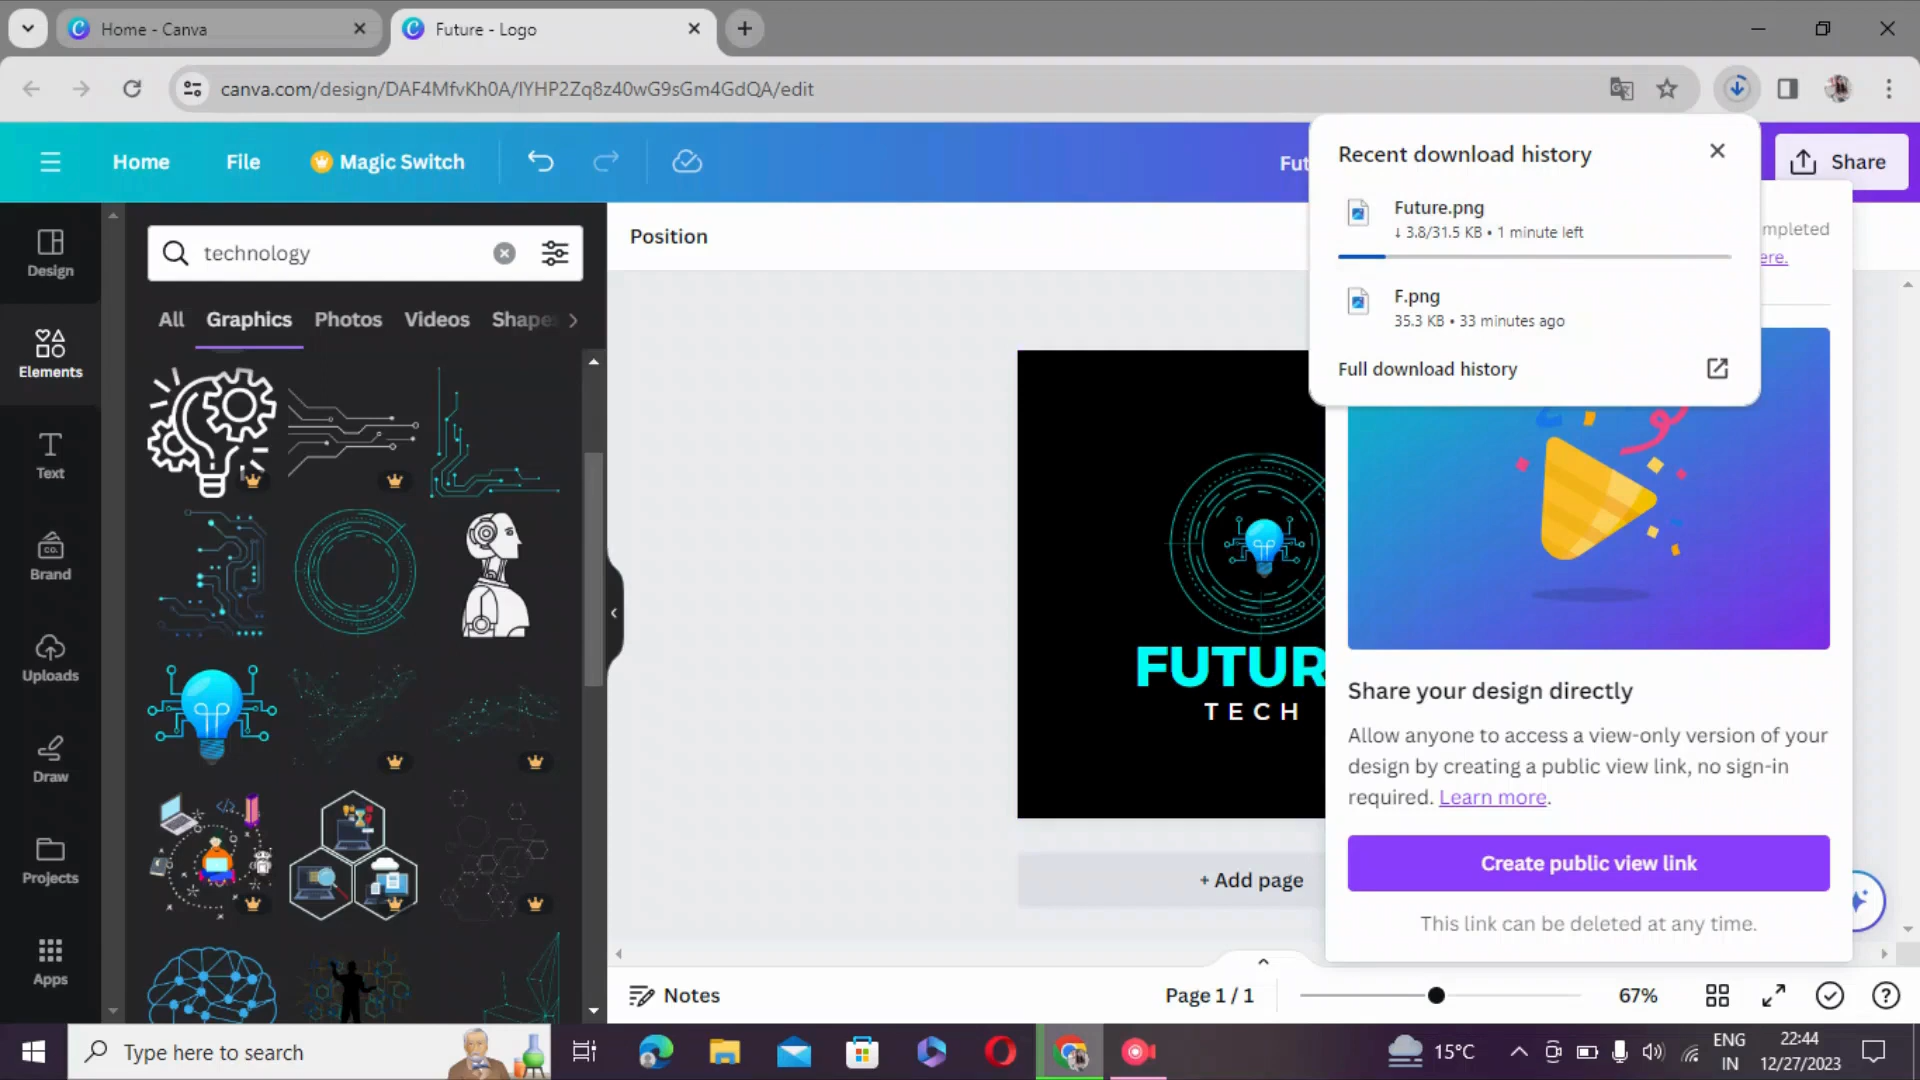 Home - Canva
Future - Logo
canva.com/design/DAF4MfvKh0A/IYHP2Zq8z40wG9sGm4GdQA/edit
Home
File
Magic Switch
Fut
Share
Recent download history
Future.png
↓ 3.8/31.5 KB • 1 minute left
F.png
35.3 KB • 33 minutes ago
Full download history
mpleted
ere.
Design
Elements
Text
Brand
CO.
Uploads
Draw
Projects
Apps
technology
All
Graphics
Photos
Videos
Shapes
Position
FUTUR
TECH
+ Add page
Share your design directly
Allow anyone to access a view-only version of your
design by creating a public view link, no sign-in
required. Learn more.
Create public view link
This link can be deleted at any time.
Notes
Page 1 / 1
67%
Type here to search
15°C
ENG
IN
22:44
12/27/2023